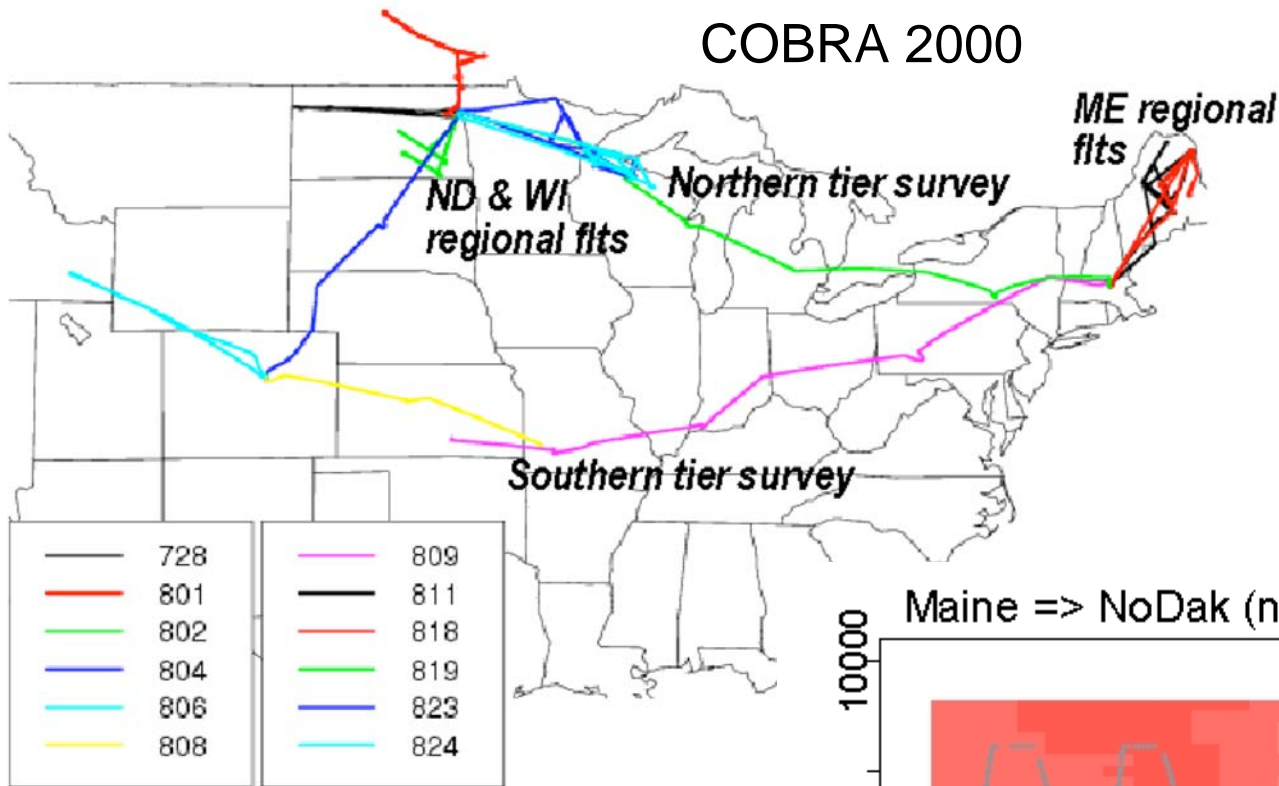 COBRA 2000
ME regional
flts
Northern tier survey
ND & WI
regional flts
Southern tier survey
728
801
802
804
806
808
809
811
818
819
823
824
Maine => NoDak (n
10000